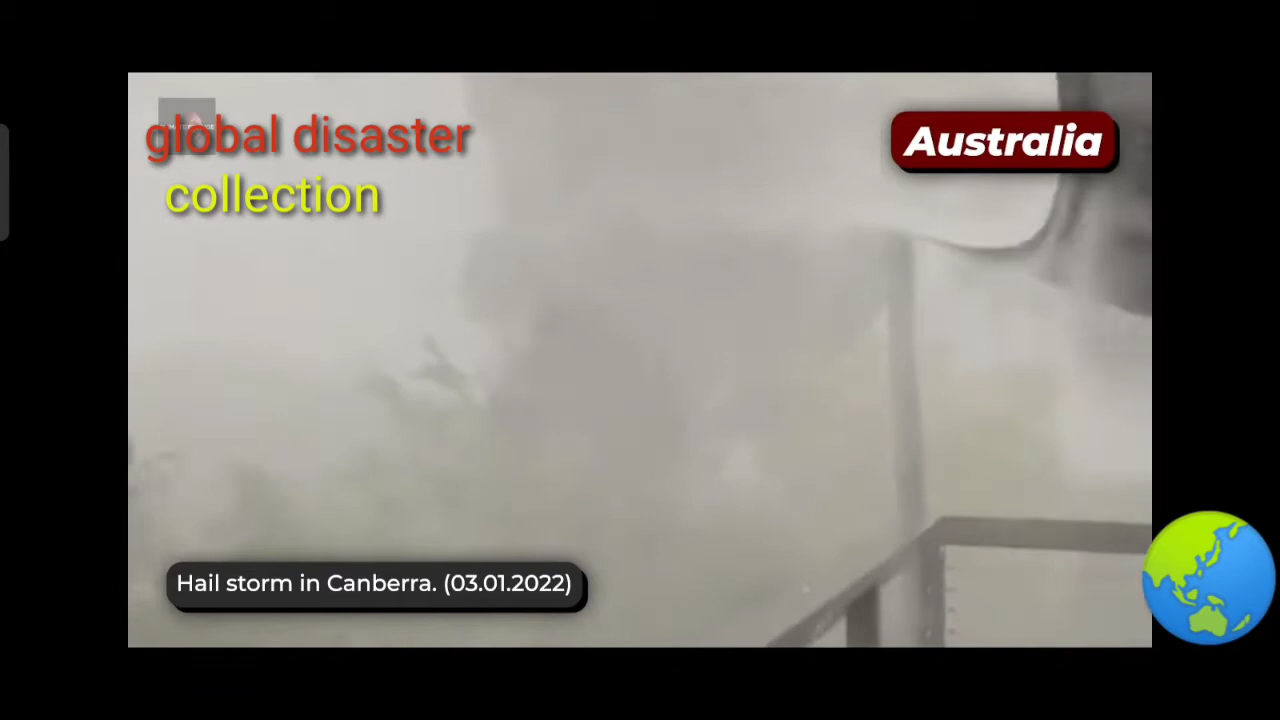 global disaster
collection
Australia
Hail storm in Canberra. (03.01.2022)